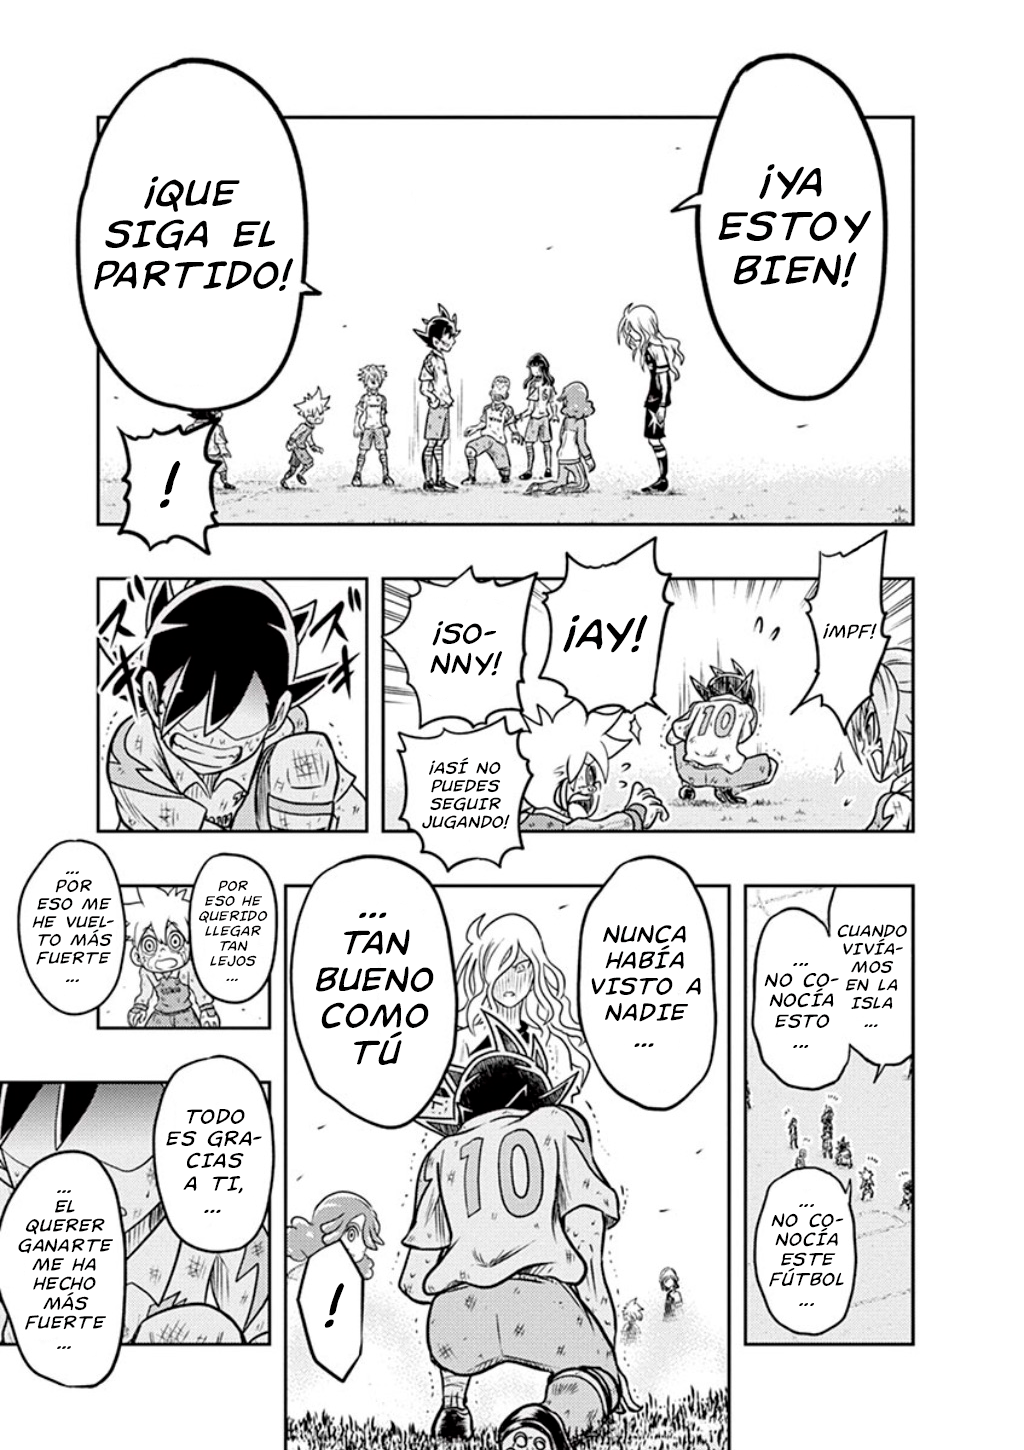 ¡YA
ESTOY
BIEN!
¡QUE
SIGA EL
PARTIDO!
!
¡MPF!
¡AY!
¡SO-
NNY!
¡ASÍ NO
PUEDES
SEGUIR
JUGANDO!
10
ズ
ズ
CUANDO
VIVÍA-
MOS
EN LA
ISLA
...
...
NO CO-
NOCÍA
ESTO
...
...
NO CO-
NOCÍA
ESTE
FÚTBOL
...
NUNCA
HABÍA
VISTO A
NADIE
...
...
TAN
BUENO
COMO
TÚ
10
!
POR
ESO HE
QUERIDO
LLEGAR
TAN
LEJOS
...
...
POR
ESO ME
HE VUEL-
TO MÁS
FUERTE
...
TODO
ES GRA-
CIAS
A TI,
...
...
EL
QUERER
GANARTE
ME HA
HECHO
MÁS
FUERTE
...